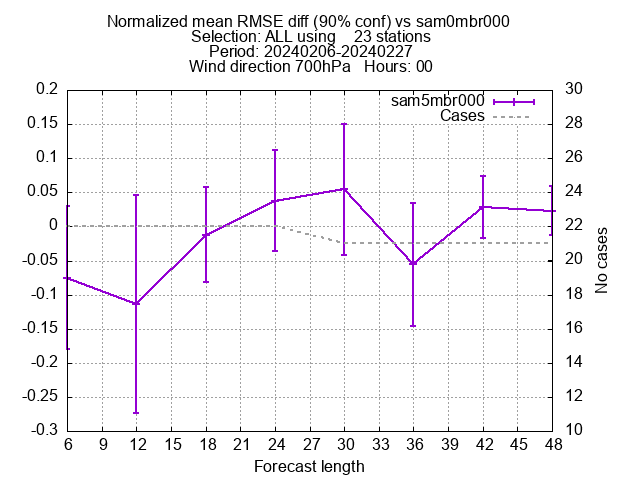 Normalized mean RMSE diff (90% conf) vs sam0mbr000
Selection: ALL using    23 stations
Period: 20240206-20240227
Wind direction 700hPa   Hours: 00
sam5mbr000
Cases
0.2
0.15
0.1
0.05
0
-0.05
-0.1
-0.15
-0.2
-0.25
-0.3
30
28
26
24
22
20
18
16
14
12
10
No cases
6 9 12 15 18 21 24 27 30 33 36 39 42 45 48
Forecast length